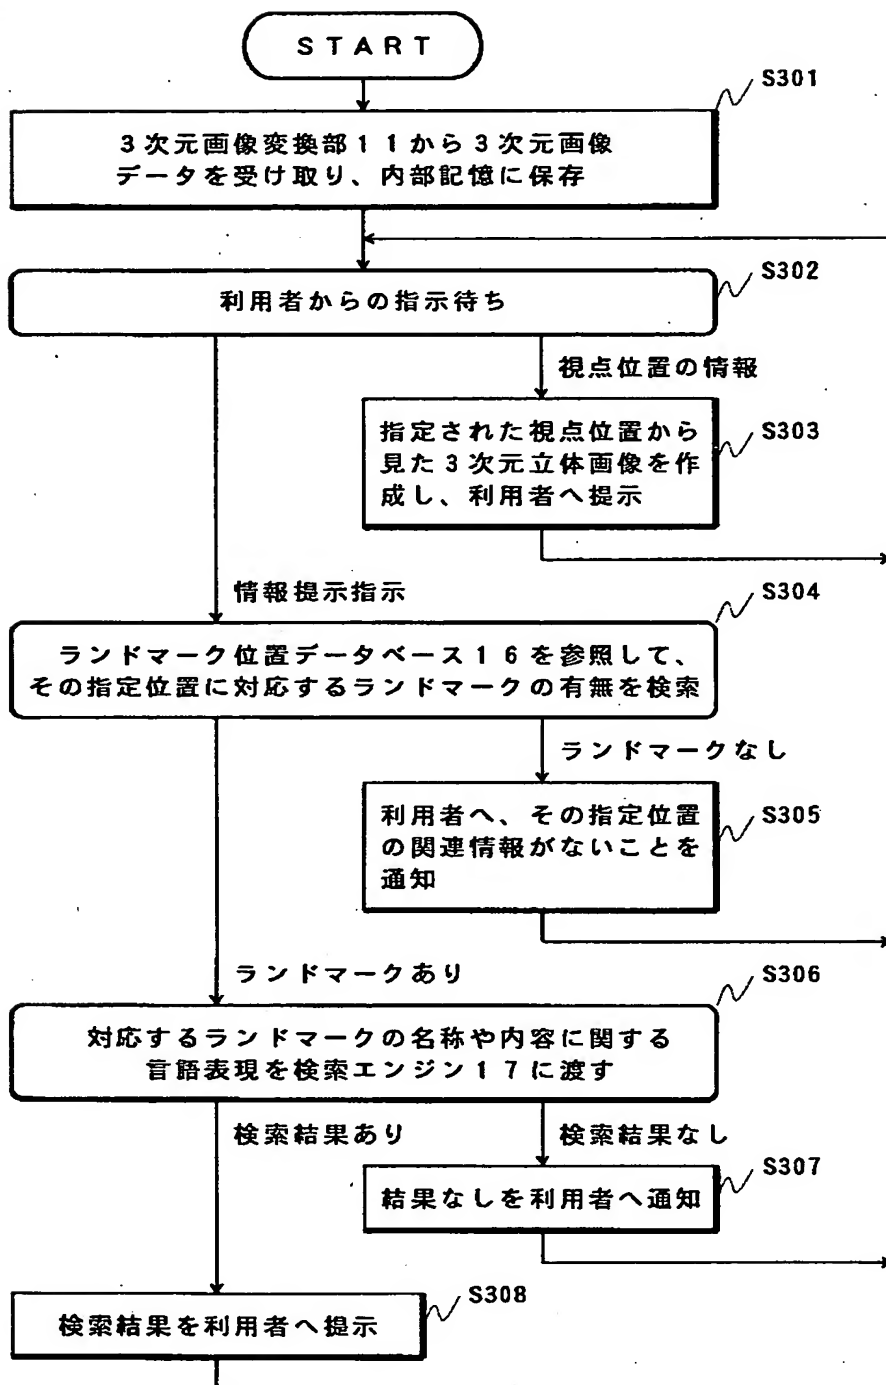 START
S301
3次元画像変換部11から3次元画像
データを受け取り、内部記憶に保存
S302
利用者からの指示待ち
視点位置の情報
S303
指定された視点位置から
見た3次元立体画像を作
成し、利用者へ提示
情報提示指示
S304
ランドマーク位置データベース16を参照して、
その指定位置に対応するランドマークの有無を検索
ランドマークなし
S305
利用者へ、その指定位置
の関連情報がないことを
通知
ランドマークあり
S306
対応するランドマークの名称や内容に関する
言語表現を検索エンジン17に渡す
検索結果あり
検索結果なし
S307
結果なしを利用者へ通知
S308
検索結果を利用者へ提示